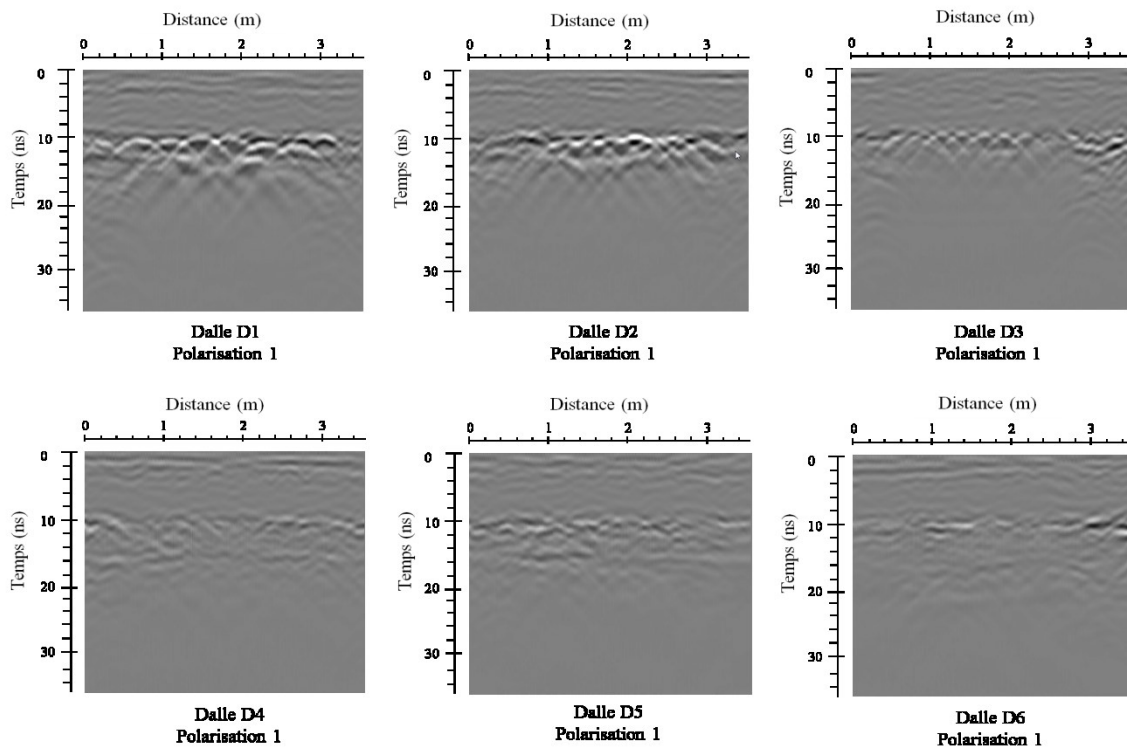 Distance (m)
0 1 2 3
Temps (ns)
0
10
20
30
Dalle D1
Polarisation 1
Distance (m)
0 1 2 3
Temps (ns)
0
10
20
30
Dalle D2
Polarisation 1
Distance (m)
0 1 2 3
Temps (ns)
0
10
20
30
Dalle D3
Polarisation 1
Distance (m)
0 1 2 3
Temps (ns)
0
10
20
30
Dalle D4
Polarisation 1
Distance (m)
0 1 2 3
Temps (ns)
0
10
20
30
Dalle D5
Polarisation 1
Distance (m)
0 1 2 3
Temps (ns)
0
10
20
30
Dalle D6
Polarisation 1